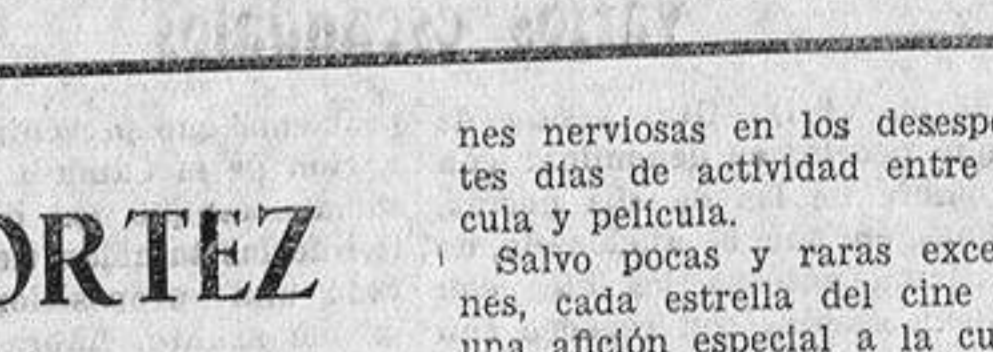 ORTEZ
nes nerviosas en los desespe
tes días de actividad entre
cula y película.
Salvo pocas y raras exce
nes, cada estrella del cine
una afición especial a la cu